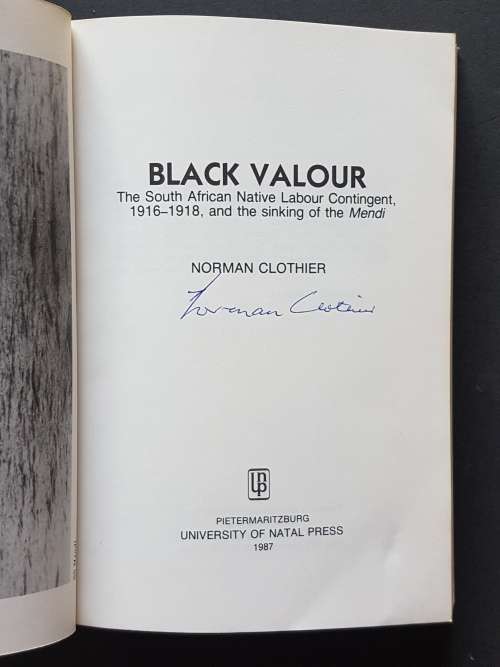 BLACK VALOUR
The South African Native Labour Contingent,
1916–1918, and the sinking of the Mendi
NORMAN CLOTHIER
Norman Clothier
unp
PIETERMARITZBURG
UNIVERSITY OF NATAL PRESS
1987